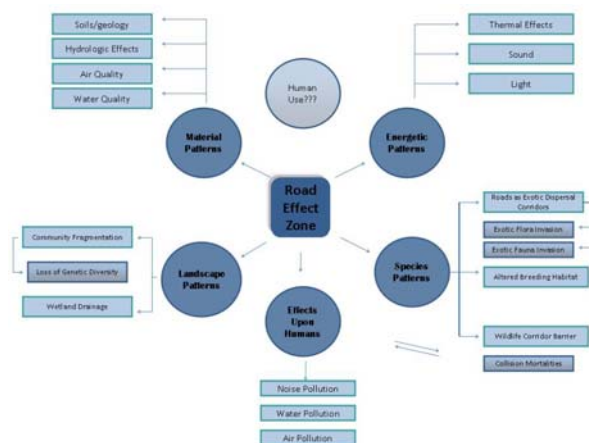 Soils/geology
Hydrologic Effects
Air Quality
Water Quality
Human
Use???
Thermal Effects
Sound
Light
Material
Patterns
Energetic
Patterns
Road
Effect
Zone
Roads as Exotic Dispersal
Corridors
Exotic Flora Invasion
Exotic Fauna Invasion
Altered Breeding Habitat
Wildlife Corridor Barrier
Collision Mortalities
Community Fragmentation
Loss of Genetic Diversity
Wetland Drainage
Landscape
Patterns
Species
Patterns
Effects
Upon
Humans
Noise Pollution
Water Pollution
Air Pollution